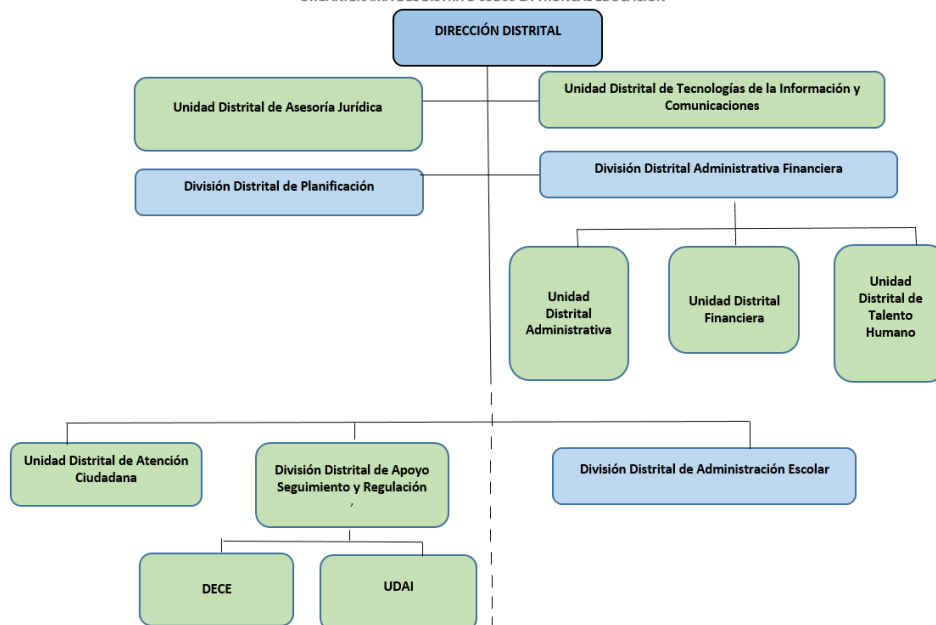 DIRECCIÓN DISTRITAL
Unidad Distrital de Asesoría Jurídica
Unidad Distrital de Tecnologías de la Información y
Comunicaciones
División Distrital de Planificación
División Distrital Administrativa Financiera
Unidad
Distrital
Administrativa
Unidad Distrital
Financiera
Unidad
Distrital de
Talento
Humano
Unidad Distrital de Atención
Ciudadana
División Distrital de Apoyo
Seguimiento y Regulación
,
División Distrital de Administración Escolar
DECE
UDAI